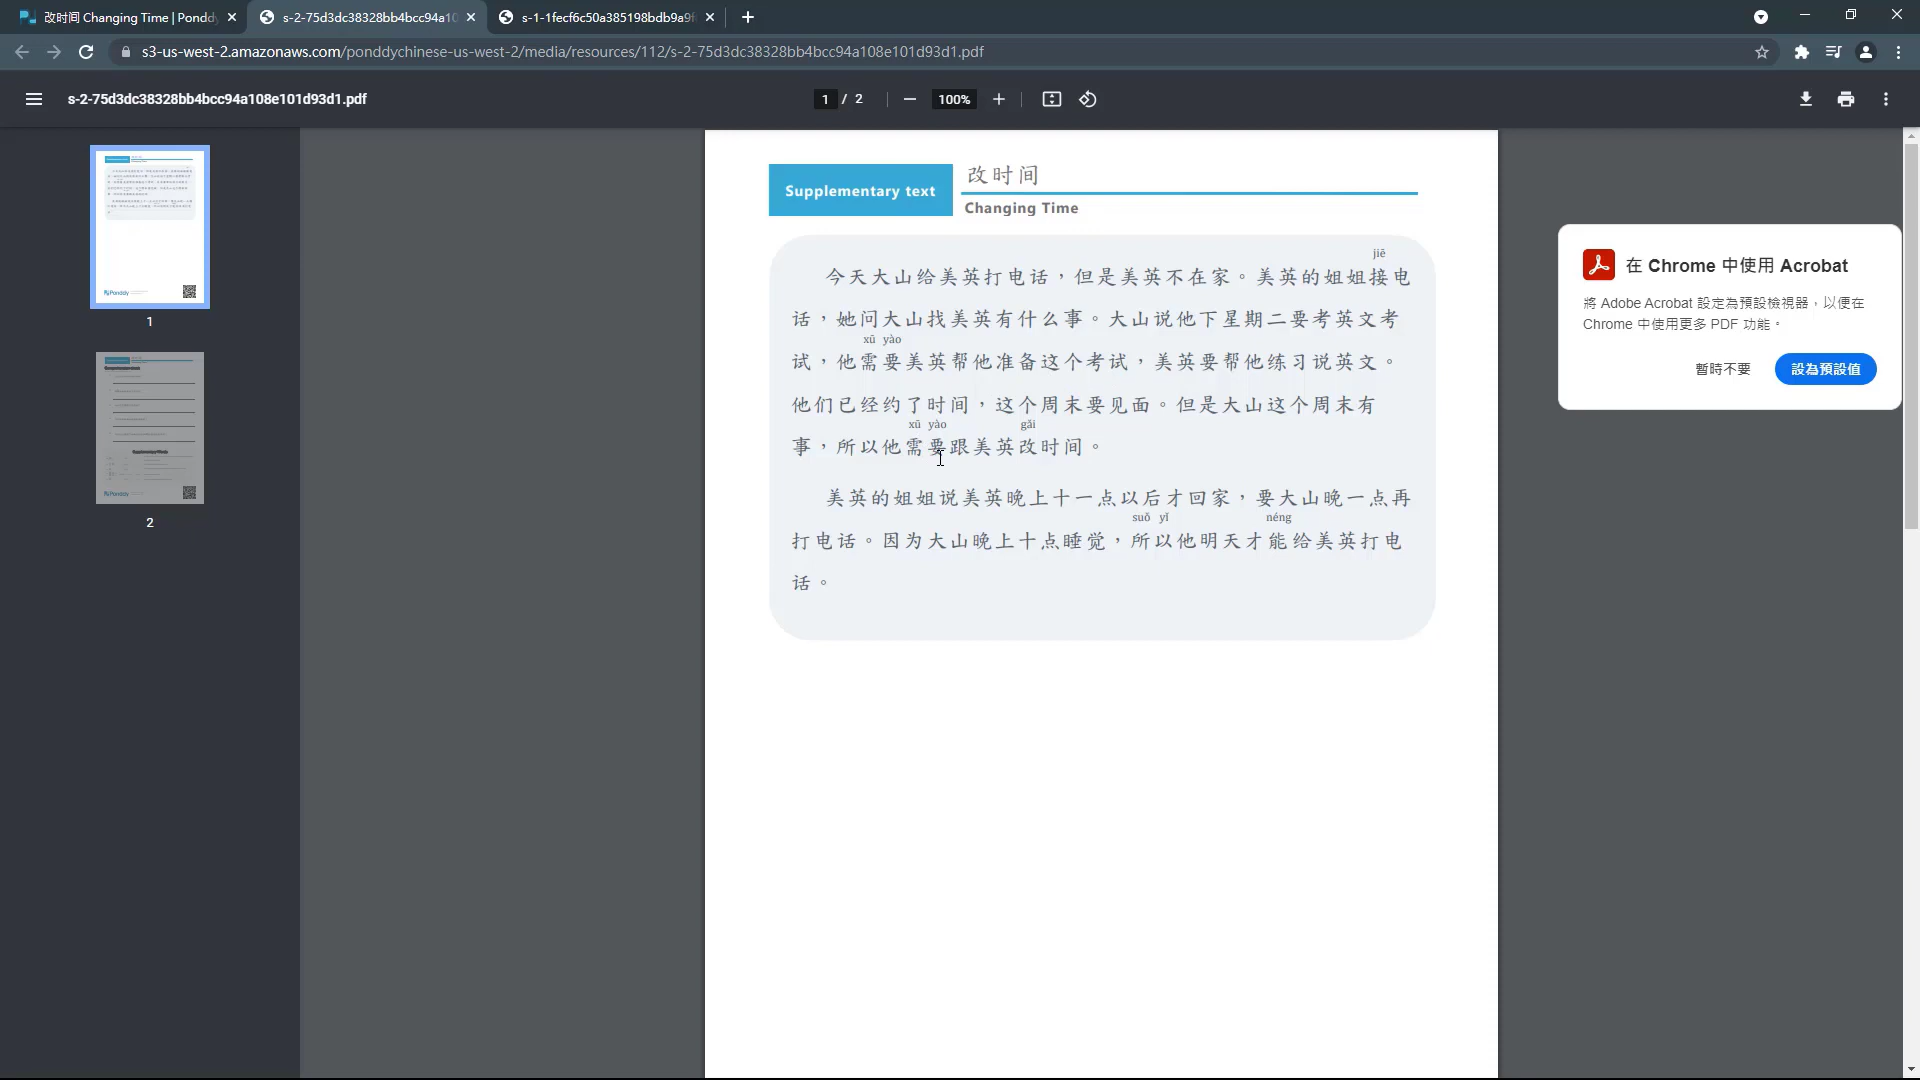 改时间 Changing Time | Pondd
s-2-75d3dc38328bb4bcc94a10
s-1-1fecf6c50a385198bdb9a9f
s3-us-west-2.amazonaws.com/ponddychinese-us-west-2/media/resources/112/s-2-75d3dc38328bb4bcc94a108e101d93d1.pdf
s-2-75d3dc38328bb4bcc94a108e101d93d1.pdf
1 / 2
100%
1
2
Supplementary text
改时间
Changing Time
jiē
今天大山给美英打电话，但是美英不在家。美英的姐姐接电
话，她问大山找美英有什么事。大山说他下星期二要考英文考
xū yào
试，他需要美英帮他准备这个考试，美英要帮他练习说英文。
他们已经约了时间，这个周末要见面。但是大山这个周末有
xū yào gǎi
事，所以他需要跟美英改时间。
美英的姐姐说美英晚上十一点以后才回家，要大山晚一点再
suǒ yǐ néng
打电话。因为大山晚上十点睡觉，所以他明天才能给美英打电
话。
在 Chrome 中使用 Acrobat
將 Adobe Acrobat 設定為預設檢視器，以便在
Chrome 中使用更多 PDF 功能。
暫時不要
設為預設值